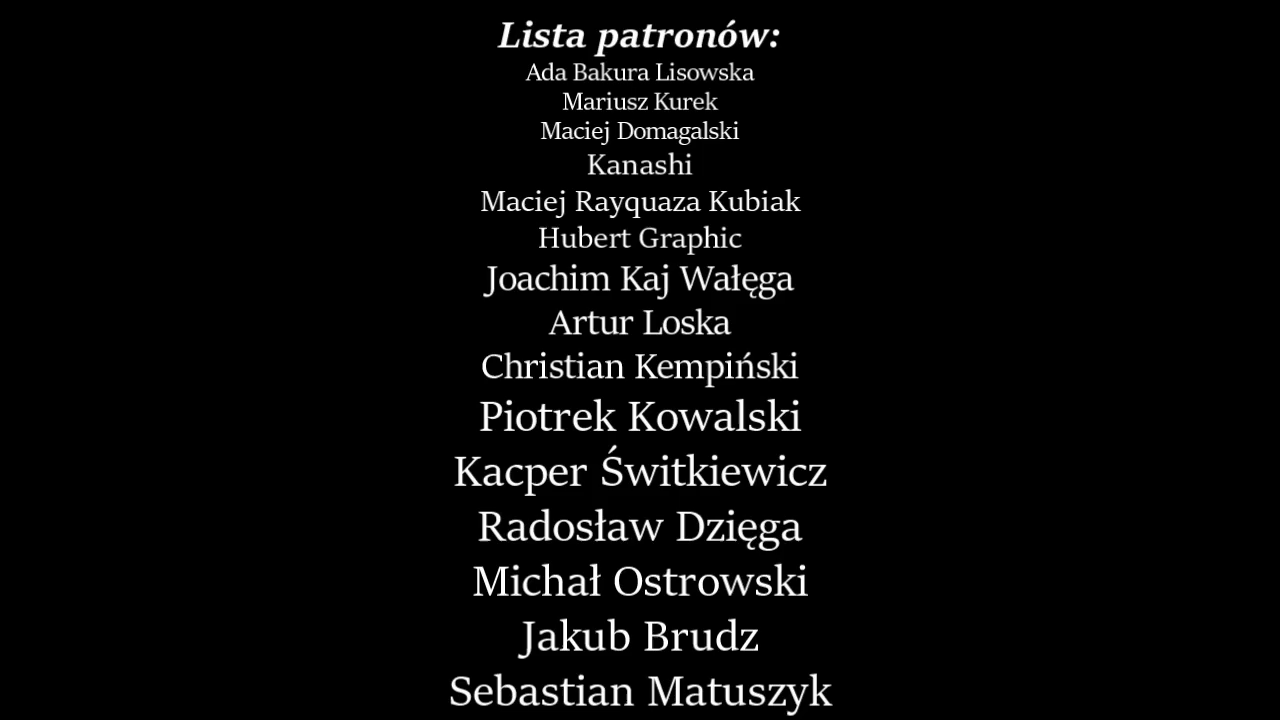 Lista patronów:
Ada Bakura Lisowska
Mariusz Kurek
Maciej Domagalski
Kanashi
Maciej Rayquaza Kubiak
Hubert Graphic
Joachim Kaj Wałęga
Artur Loska
Christian Kempiński
Piotrek Kowalski
Kacper Świtkiewicz
Radosław Dzięga
Michał Ostrowski
Jakub Brudz
Sebastian Matuszyk